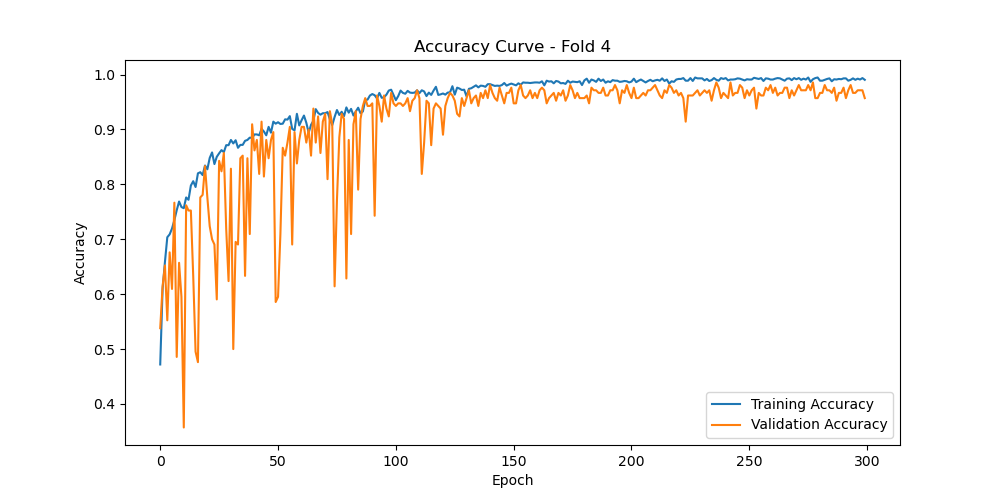 Accuracy Curve - Fold 4
1.0
0.9
0.8
0.7
0.6
0.5
0.4
Accuracy
0
50
100
150
200
250
300
Epoch
Training Accuracy
Validation Accuracy